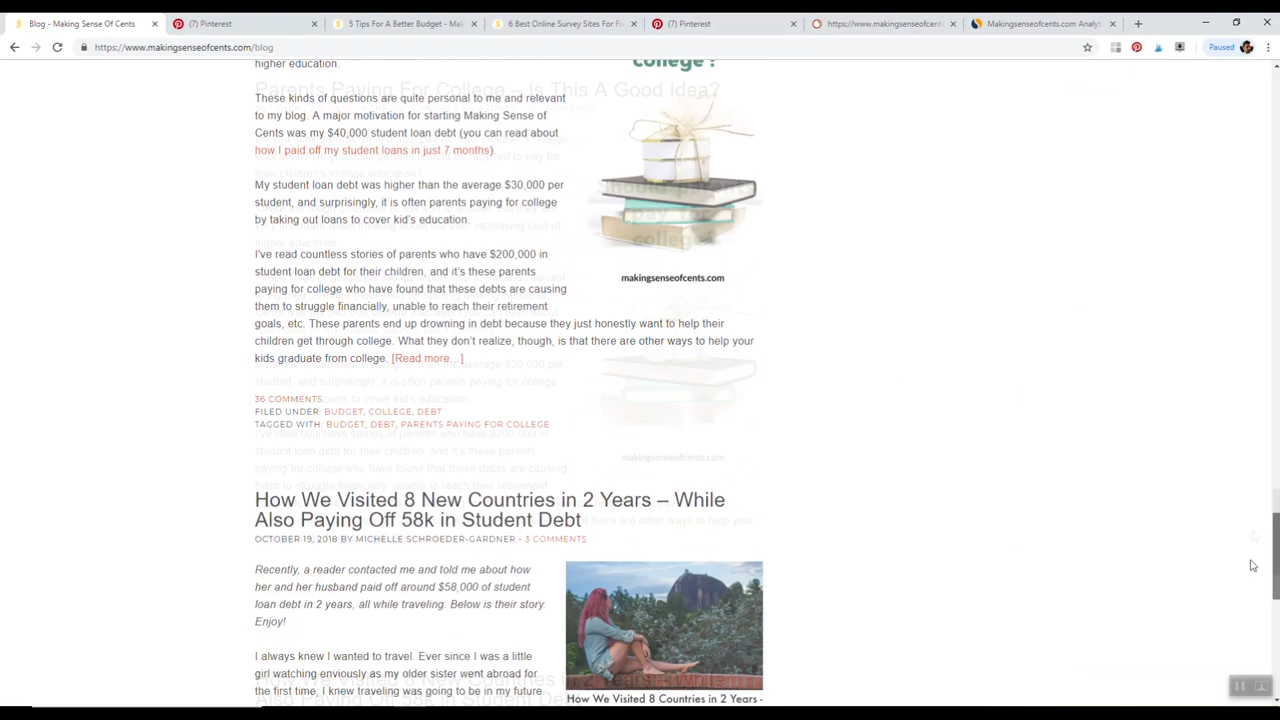 Blog - Making Sense Of Cents
(7) Pinterest
5 Tips For A Better Budget - Mak
6 Best Online Survey Sites For Fr
(7) Pinterest
https://www.makingsenseofcent
Makingsenseofcents.com Analyt
https://www.makingsenseofcents.com/blog
Paused
higher education.
college?
Parents Paying For College – Is This A Good Idea?
These kinds of questions are quite personal to me and relevant
to my blog. A major motivation for starting Making Sense of
Cents was my $40,000 student loan debt (you can read about
how I paid off my student loans in just 7 months).
My student loan debt was higher than the average $30,000 per
student, and surprisingly, it is often parents paying for college
by taking out loans to cover kid's education.
I've read countless stories of parents who have $200,000 in
student loan debt for their children, and it's these parents
paying for college who have found that these debts are causing
them to struggle financially, unable to reach their retirement
goals, etc. These parents end up drowning in debt because they just honestly want to help their
children get through college. What they don't realize, though, is that there are other ways to help your
kids graduate from college. [Read more...]
makingsenseofcents.com
36 COMMENTS
FILED UNDER: BUDGET, COLLEGE, DEBT
TAGGED WITH: BUDGET, DEBT, PARENTS PAYING FOR COLLEGE
makingsenseofcents.com
How We Visited 8 New Countries in 2 Years – While
Also Paying Off 58k in Student Debt
OCTOBER 19, 2018 BY MICHELLE SCHROEDER-GARDNER - 3 COMMENTS
Recently, a reader contacted me and told me about how
her and her husband paid off around $58,000 of student
loan debt in 2 years, all while traveling. Below is their story.
Enjoy!
I always knew I wanted to travel. Ever since I was a little
girl watching enviously as my older sister went abroad for
the first time, I knew traveling was going to be in my future.
How We Visited 8 Countries in 2 Years -